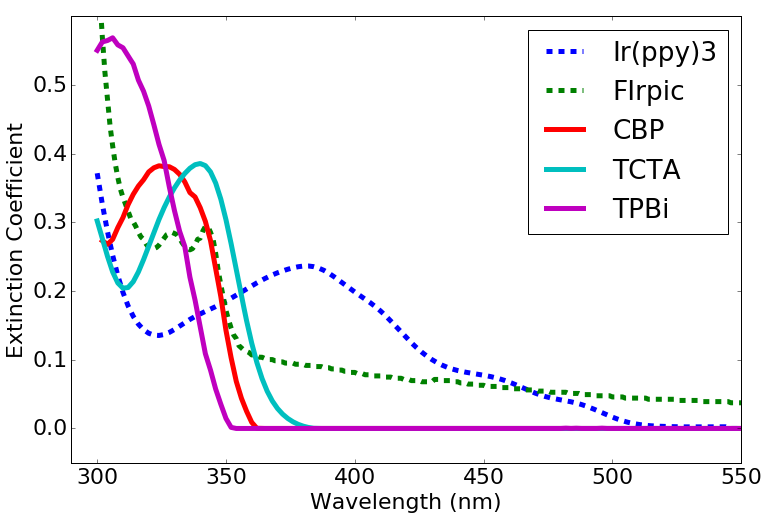 0.5
0.4
0.3
0.2
0.1
0.0
Extinction Coefficient
300 350 400 450 500 550
Wavelength (nm)
Ir(ppy)3
FIrpic
CBP
TCTA
TPBi